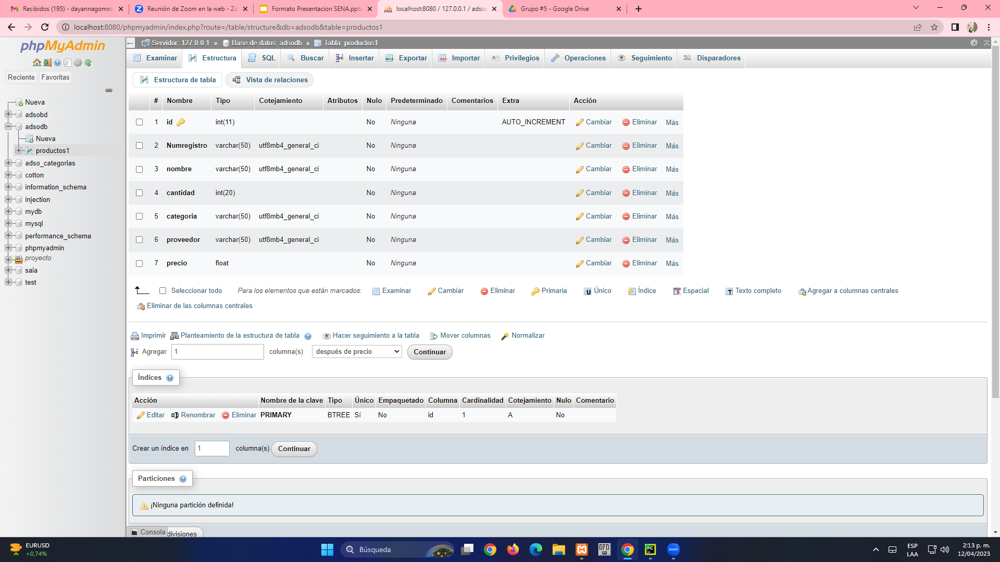 Recibidos (195) - dayannagomez
Reunión de Zoom en la web - Zo
Formato Presentacion SENA.pptx
localhost:8080 / 127.0.0.1 / adsod
Grupo #5 - Google Drive
localhost:8080/phpmyadmin/index.php?route=/table/structure&db=adsodb&table=productos1
phpMyAdmin
Reciente Favoritas
Nueva
adsobd
adsodb
Nueva
productos1
adso_categorias
cotton
information_schema
injection
mydb
mysql
performance_schema
phpmyadmin
proyecto
saia
test
Servidor: 127.0.0.1 » Base de datos: adsodb » Tabla: productos1
Examinar Estructura SQL Buscar Insertar Exportar Importar Privilegios Operaciones Seguimiento Disparadores
Estructura de tabla Vista de relaciones
# Nombre Tipo Cotejamiento Atributos Nulo Predeterminado Comentarios Extra Acción
1 id int(11) No Ninguna AUTO_INCREMENT Cambiar Eliminar Más
2 Numregistro varchar(50) utf8mb4_general_ci No Ninguna Cambiar Eliminar Más
3 nombre varchar(50) utf8mb4_general_ci No Ninguna Cambiar Eliminar Más
4 cantidad int(20) No Ninguna Cambiar Eliminar Más
5 categoria varchar(50) utf8mb4_general_ci No Ninguna Cambiar Eliminar Más
6 proveedor varchar(50) utf8mb4_general_ci No Ninguna Cambiar Eliminar Más
7 precio float No Ninguna Cambiar Eliminar Más
Seleccionar todo Para los elementos que están marcados: Examinar Cambiar Eliminar Primaria Único Índice Espacial Texto completo Agregar a columnas centrales
Eliminar de las columnas centrales
Imprimir Planteamiento de la estructura de tabla Hacer seguimiento a la tabla Mover columnas Normalizar
Agregar 1 columna(s) después de precio Continuar
Índices
Acción Nombre de la clave Tipo Único Empaquetado Columna Cardinalidad Cotejamiento Nulo Comentario
Editar Renombrar Eliminar PRIMARY BTREE Sí No id 1 A No
Crear un índice en 1 columna(s) Continuar
Particiones
¡Ninguna partición definida!
Consola
divisiones
EURUSD
+0,74%
Búsqueda
ESP
LAA
2:13 p. m.
12/04/2023